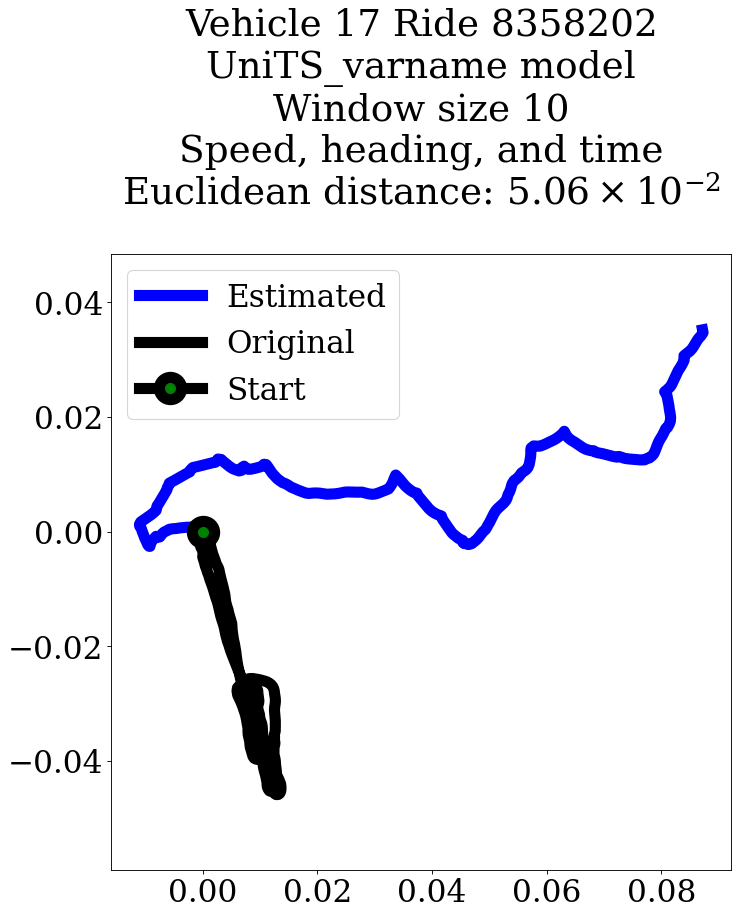 Vehicle 17 Ride 8358202
UniTS_varname model
Window size 10
Speed, heading, and time
Euclidean distance: 5.06 × 10⁻²
Estimated
Original
Start
0.04
0.02
0.00
−0.02
−0.04
0.00 0.02 0.04 0.06 0.08